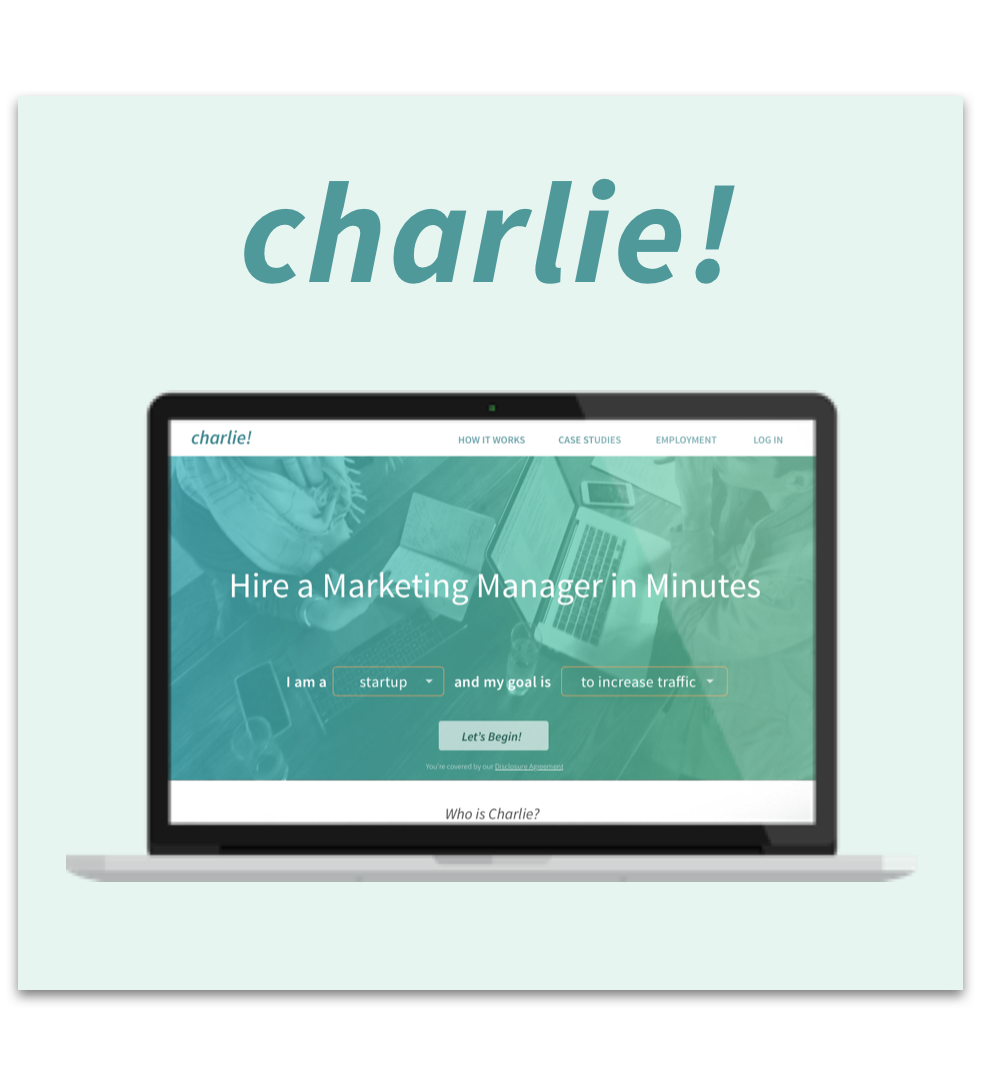 charlie!
charlie! HOW IT WORKS CASE STUDIES EMPLOYMENT LOG IN
Hire a Marketing Manager in Minutes
I am a startup and my goal is to increase traffic
Let's Begin!
You're covered by our Disclosure Agreement
Who is Charlie?